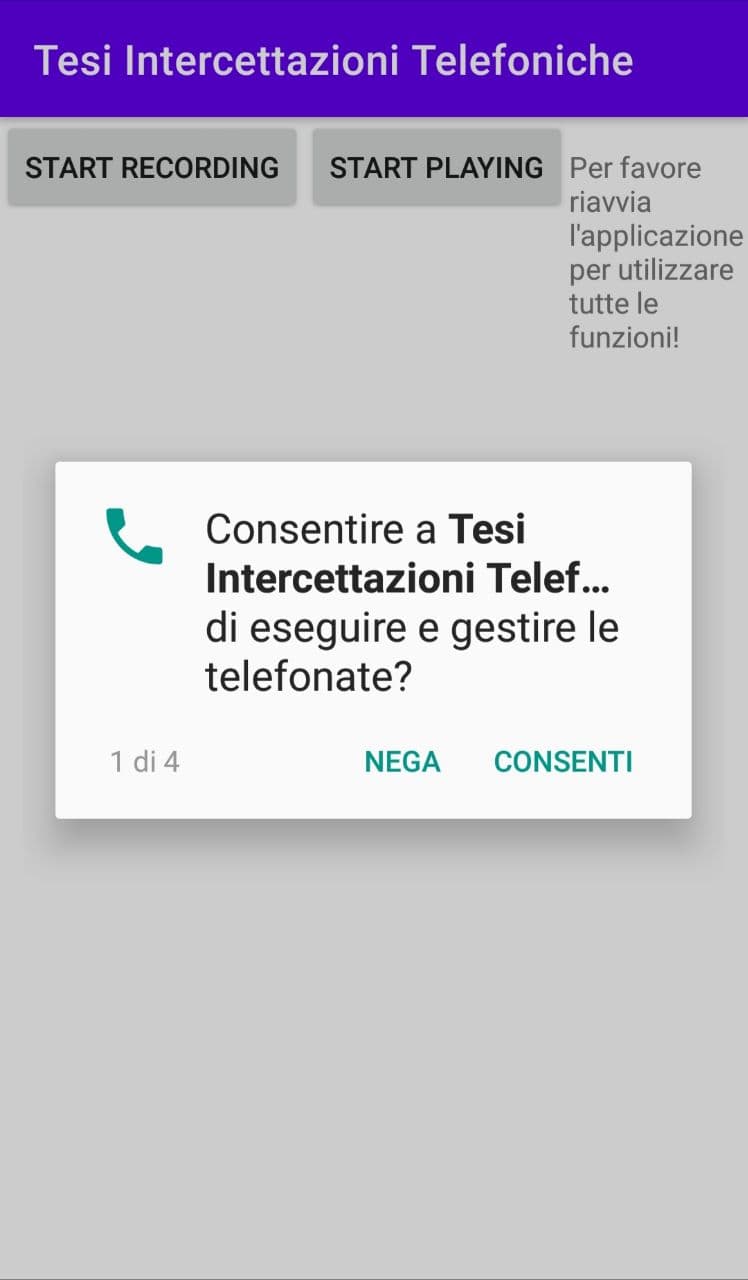 Tesi Intercettazioni Telefoniche
START RECORDING
START PLAYING
Per favore
riavvia
l'applicazione
per utilizzare
tutte le
funzioni!
Consentire a Tesi
Intercettazioni Telef...
di eseguire e gestire le
telefonate?
1 di 4
NEGA
CONSENTI